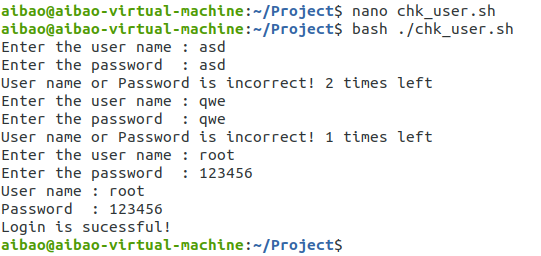 aibao@aibao-virtual-machine:~/Project$ nano chk_user.sh
aibao@aibao-virtual-machine:~/Project$ bash ./chk_user.sh
Enter the user name : asd
Enter the password  : asd
User name or Password is incorrect! 2 times left
Enter the user name : qwe
Enter the password  : qwe
User name or Password is incorrect! 1 times left
Enter the user name : root
Enter the password  : 123456
User name : root
Password  : 123456
Login is sucessful!
aibao@aibao-virtual-machine:~/Project$